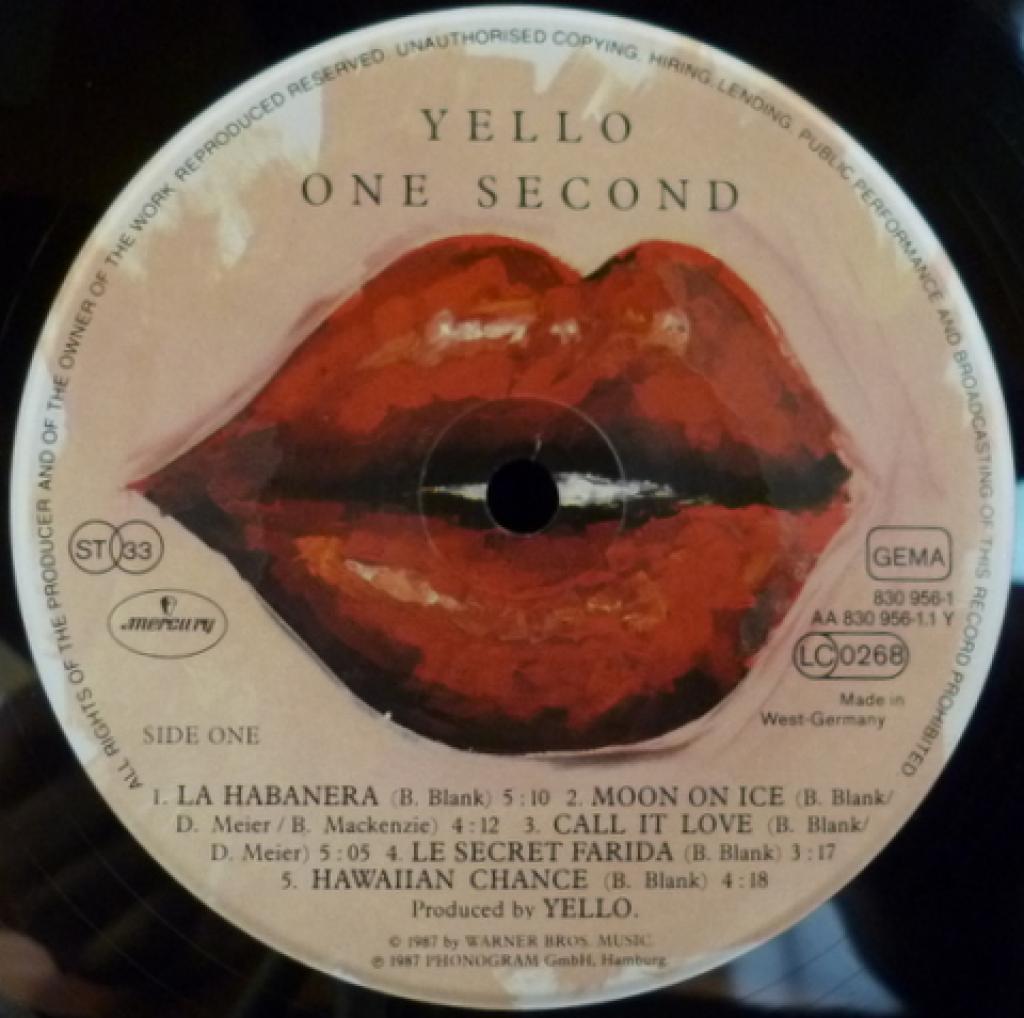 ALL RIGHTS OF THE PRODUCER AND OF THE OWNER OF THE WORK REPRODUCED RESERVED. UNAUTHORISED COPYING, HIRING, LENDING, PUBLIC PERFORMANCE AND BROADCASTING OF THIS RECORD PROHIBITED
YELLO
ONE SECOND
ST 33
mercury
GEMA
830 956-1
AA 830 956-1.1 Y
LC 0268
Made in
West-Germany
SIDE ONE
1. LA HABANERA (B. Blank) 5:10 2. MOON ON ICE (B. Blank/
D. Meier / B. Mackenzie) 4:12 3. CALL IT LOVE (B. Blank/
D. Meier) 5:05 4. LE SECRET FARIDA (B. Blank) 3:17
5. HAWAIIAN CHANCE (B. Blank) 4:18
Produced by YELLO.
© 1987 by WARNER BROS. MUSIC.
℗ 1987 PHONOGRAM GmbH, Hamburg